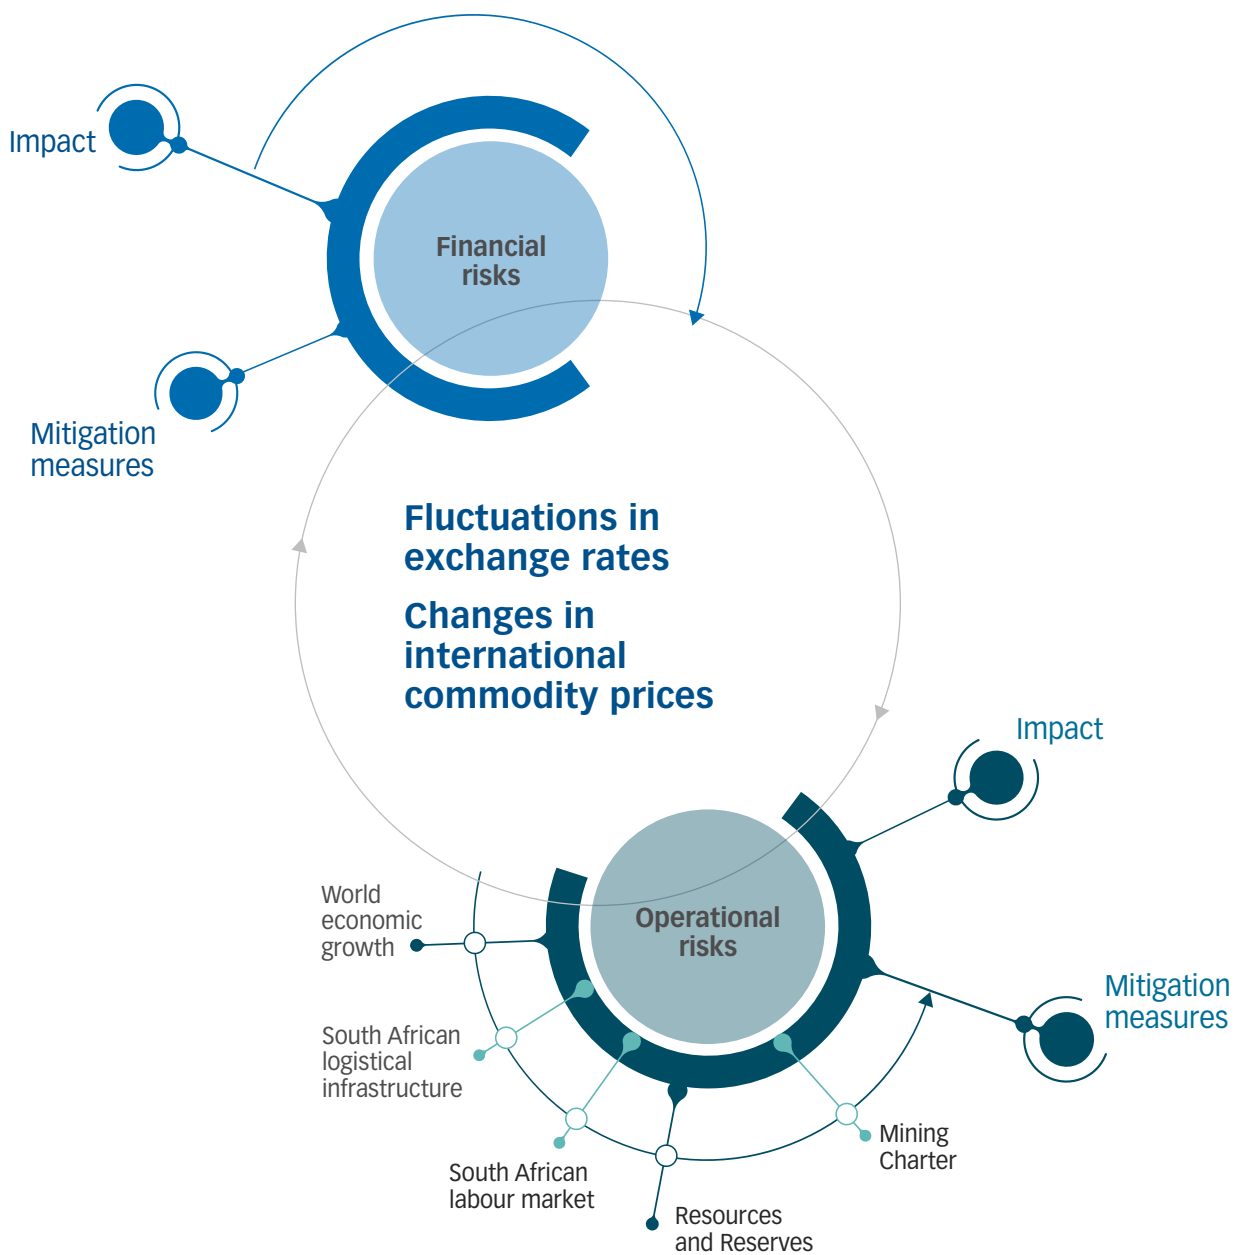 Impact
Financial
risks
Mitigation
measures
Fluctuations in
exchange rates
Changes in
international
commodity prices
Impact
World
economic
growth
Operational
risks
Mitigation
measures
South African
logistical
infrastructure
Mining
Charter
South African
labour market
Resources
and Reserves